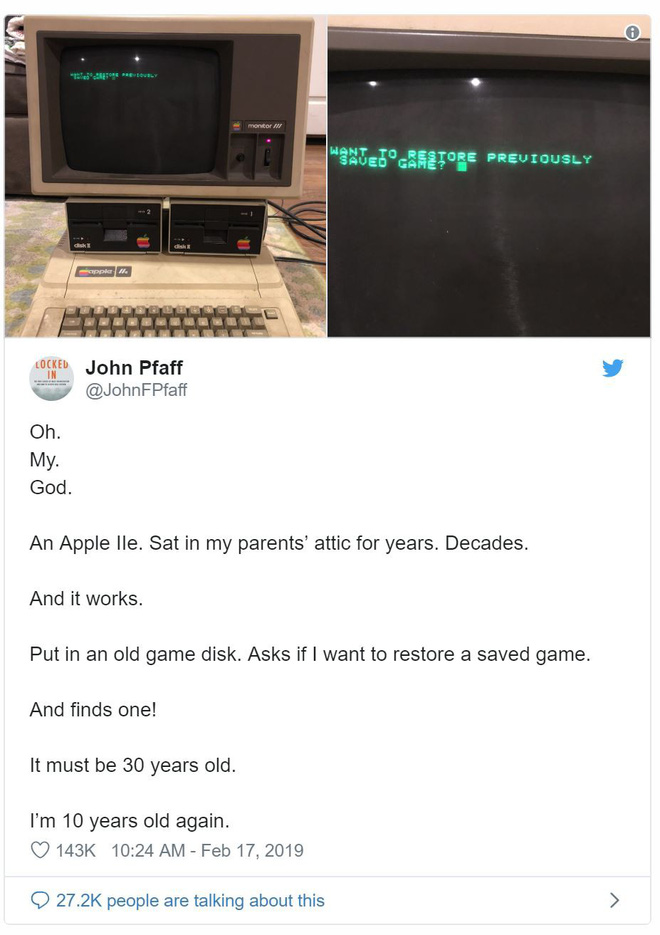 WANT TO RESTORE PREVIOUSLY
SAVED GAME?
monitor ///
2
1
disk II
disk II
apple //e
WANT TO RESTORE PREVIOUSLY
SAVED GAME?
LOCKED
IN
John Pfaff
@JohnFPfaff
Oh.
My.
God.
An Apple IIe. Sat in my parents’ attic for years. Decades.
And it works.
Put in an old game disk. Asks if I want to restore a saved game.
And finds one!
It must be 30 years old.
I’m 10 years old again.
143K 10:24 AM - Feb 17, 2019
27.2K people are talking about this